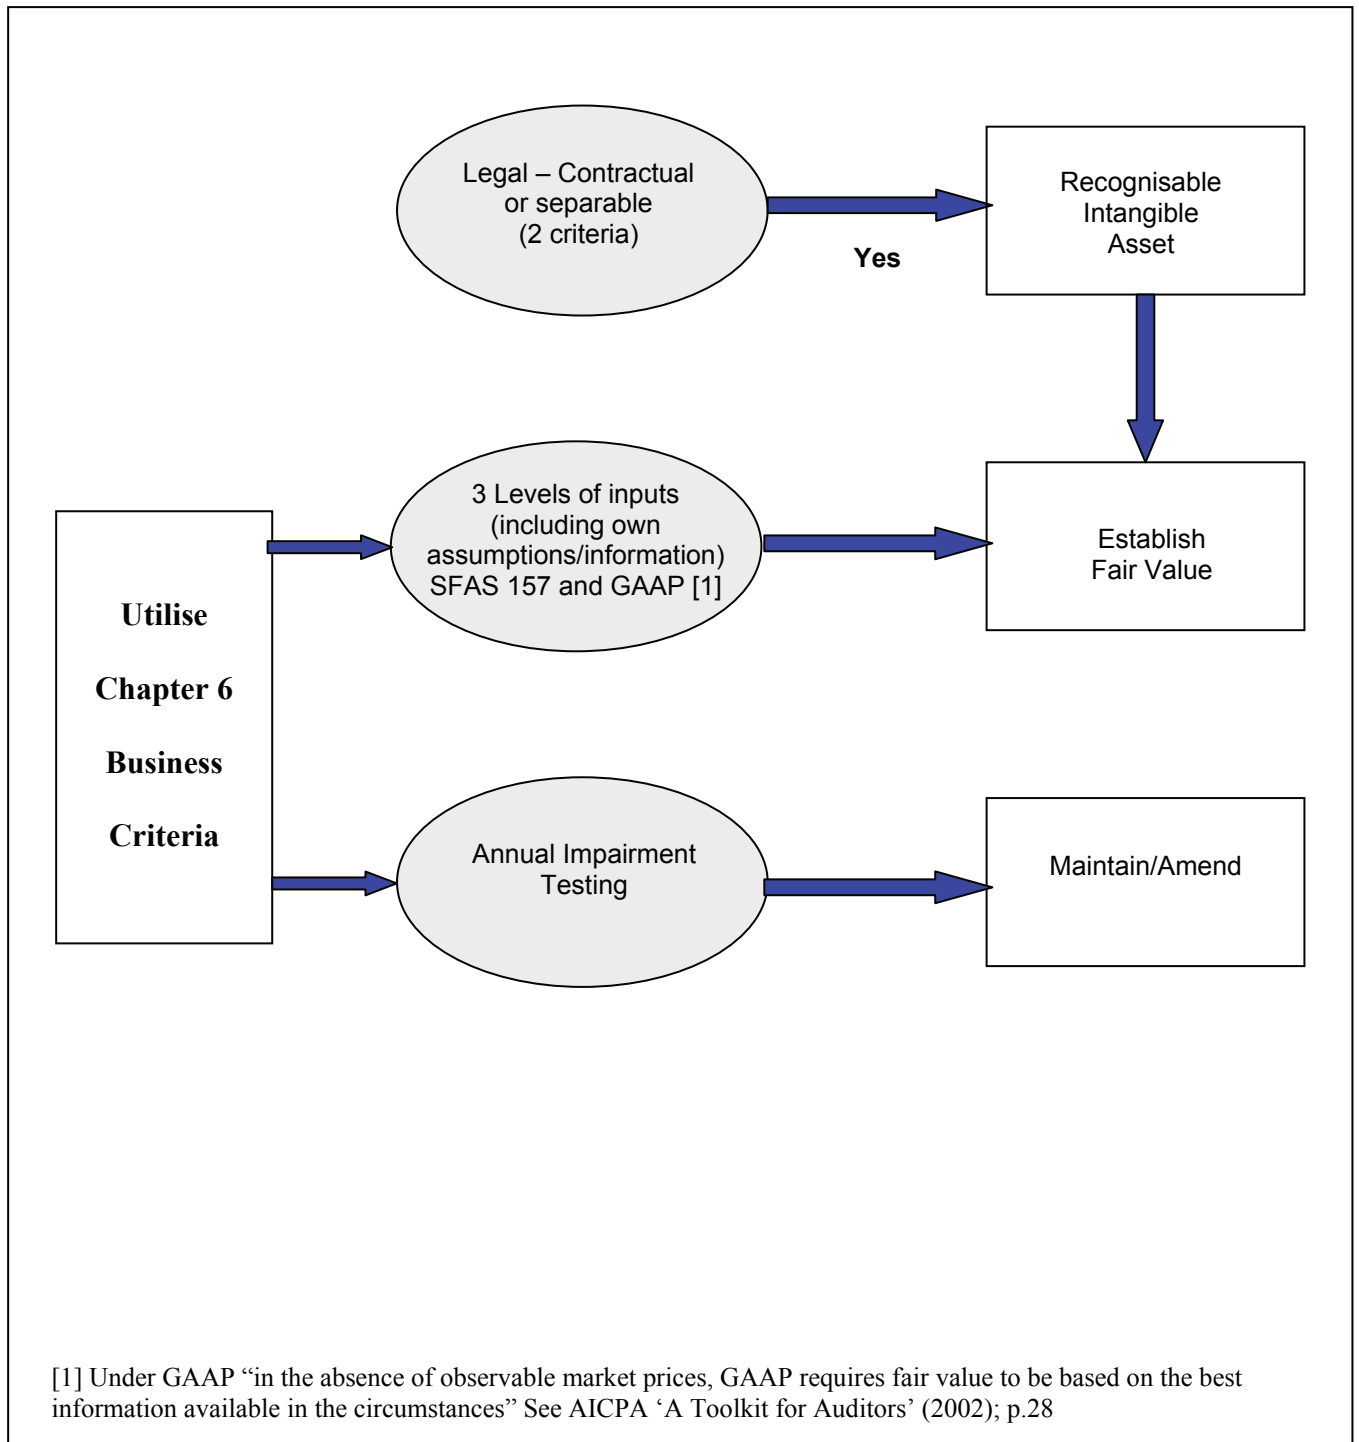 Legal – Contractual
or separable
(2 criteria)
Yes
Recognisable
Intangible
Asset
Utilise
Chapter 6
Business
Criteria
3 Levels of inputs
(including own
assumptions/information)
SFAS 157 and GAAP [1]
Establish
Fair Value
Annual Impairment
Testing
Maintain/Amend
[1] Under GAAP “in the absence of observable market prices, GAAP requires fair value to be based on the best
information available in the circumstances” See AICPA ‘A Toolkit for Auditors’ (2002); p.28